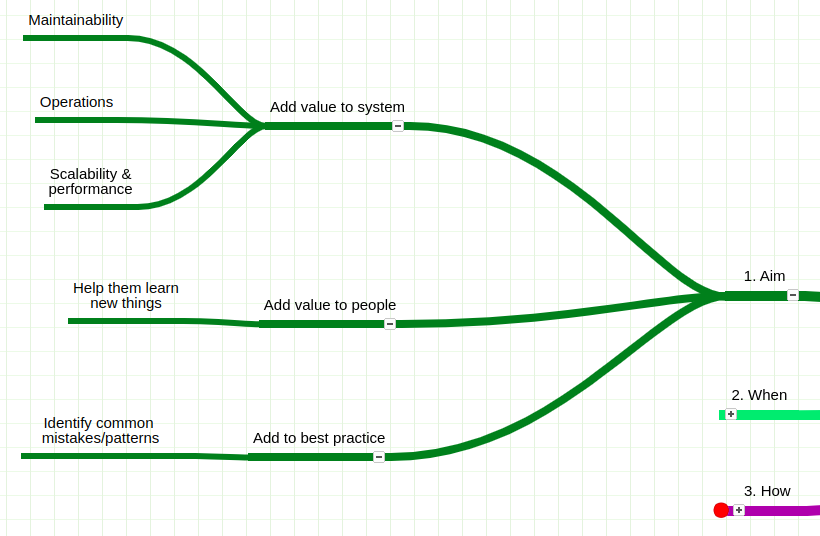 Maintainability
Operations
Add value to system
Scalability &
performance
1. Aim
Help them learn
new things
Add value to people
2. When
Identify common
mistakes/patterns
Add to best practice
3. How